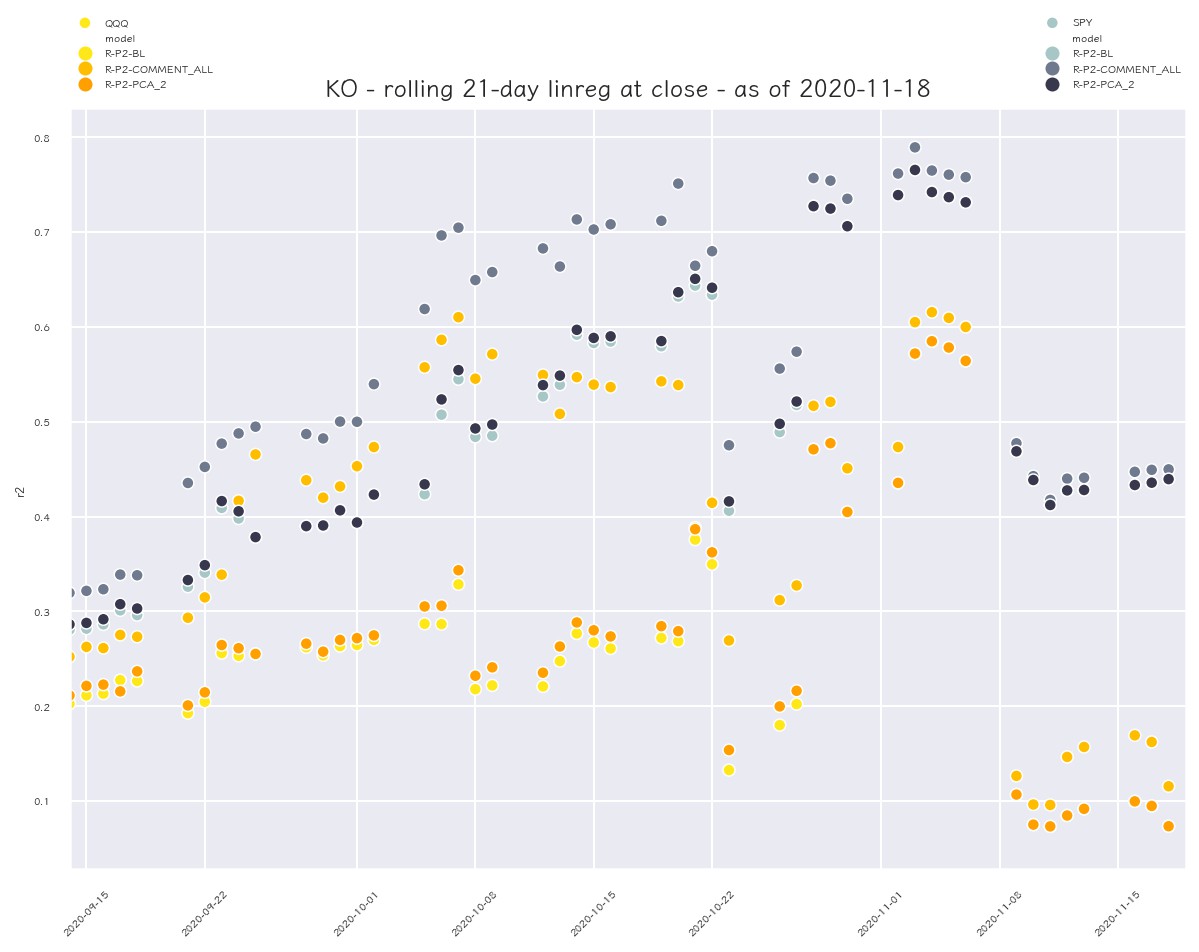 QQQ
model
R-P2-BL
R-P2-COMMENT_ALL
R-P2-PCA_2
SPY
model
R-P2-BL
R-P2-COMMENT_ALL
R-P2-PCA_2
KO - rolling 21-day linreg at close - as of 2020-11-18
0.8
0.7
0.6
0.5
0.4
0.3
0.2
0.1
r2
2020-09-15
2020-09-22
2020-10-01
2020-10-08
2020-10-15
2020-10-22
2020-11-01
2020-11-08
2020-11-15